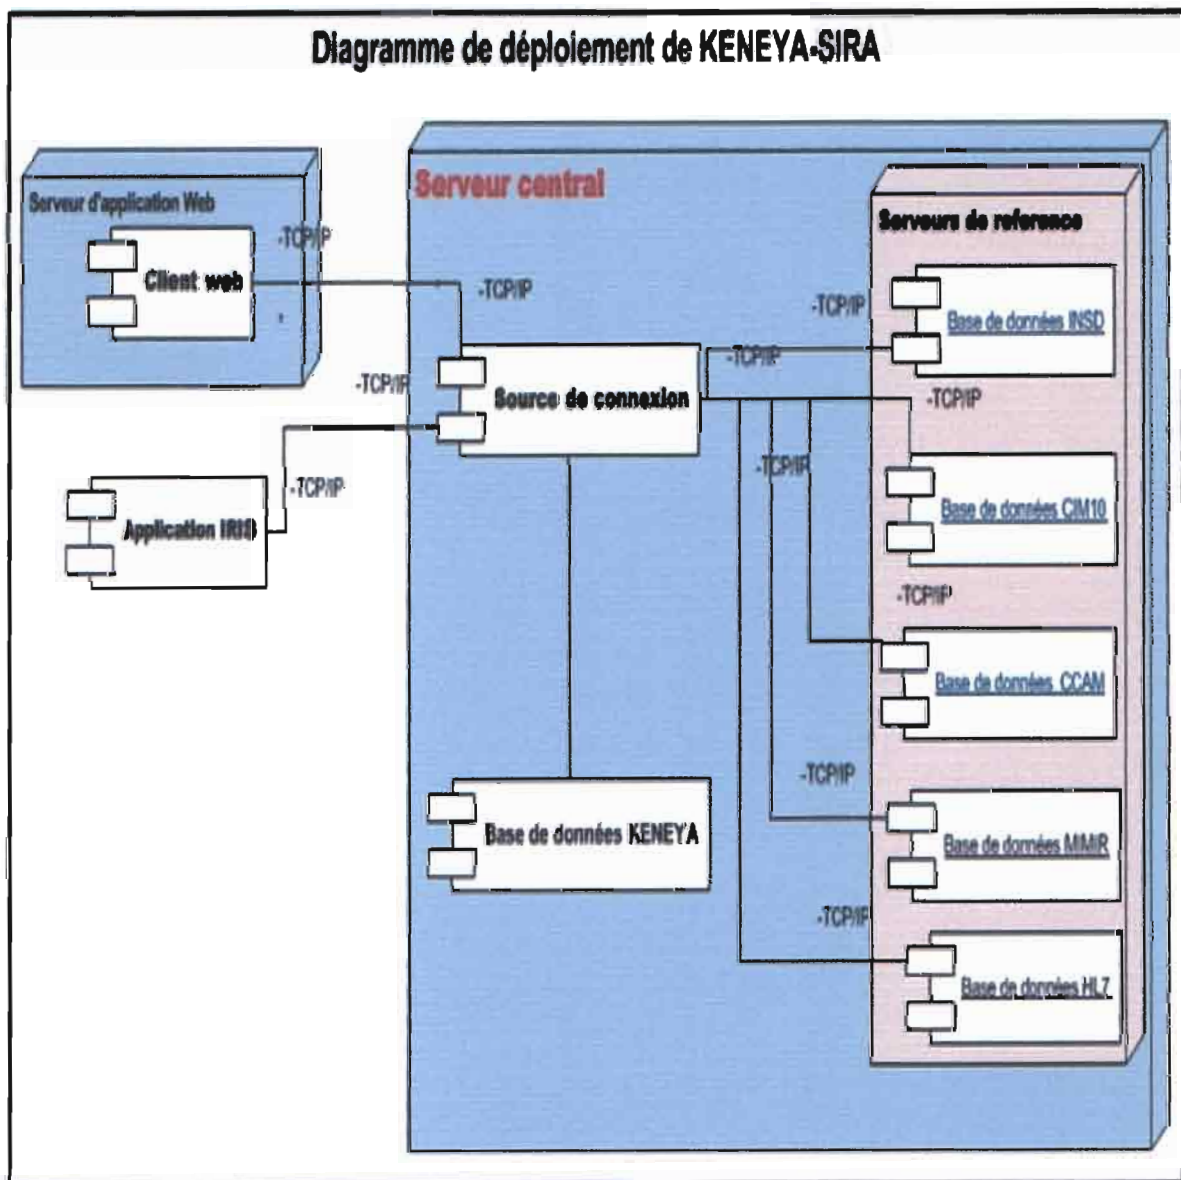 Diagramme de déploiement de KENEYA-SIRA
Serveur d'application Web
Client web
-TCP/IP
-TCP/IP
Serveur central
Serveurs de reference
-TCP/IP
Base de données INSD
-TCP/IP
-TCP/IP
Source de connexion
-TCP/IP
-TCP/IP
Base de données CIM10
-TCP/IP
Application IRIS
-TCP/IP
Base de données CCAM
-TCP/IP
Base de données KENEYA
Base de données MIMIR
-TCP/IP
Base de données HL7